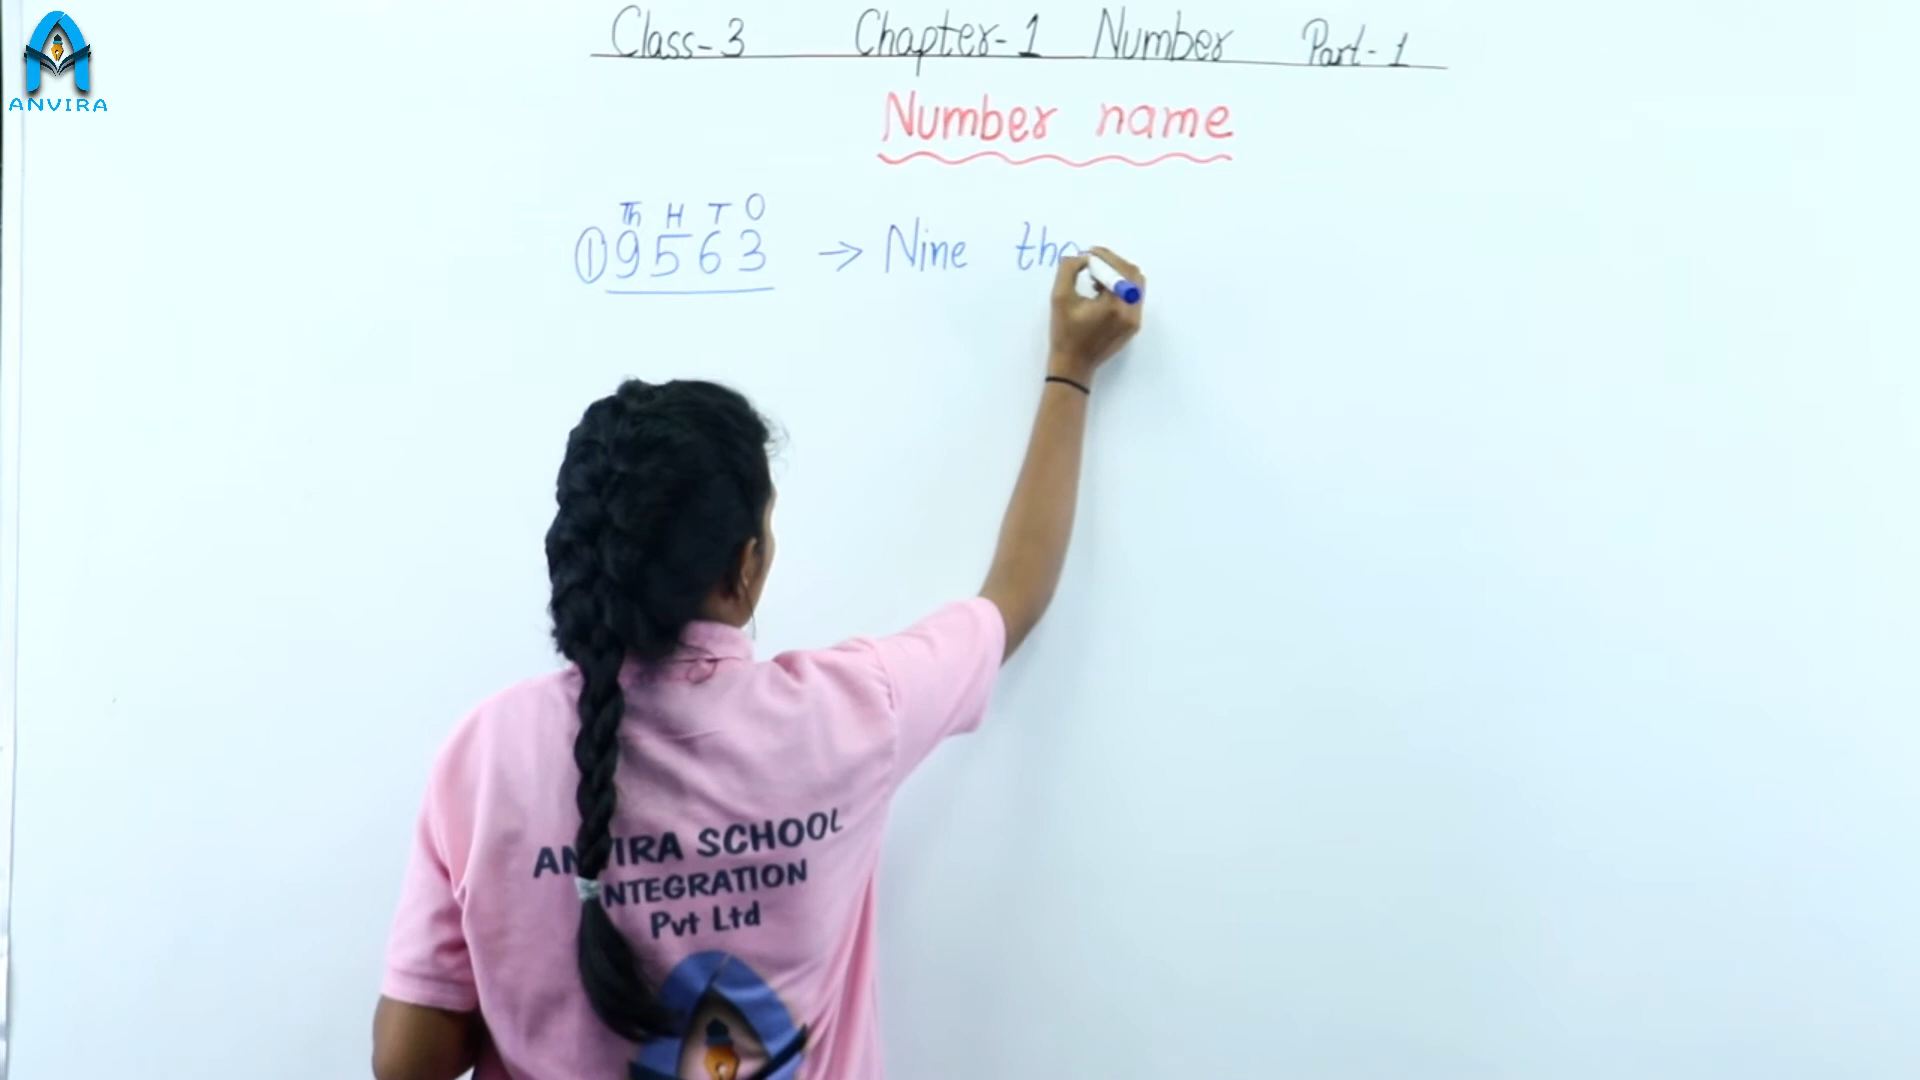 ANVIRA
Class-3 Chapter-1 Number Part-1
Number name
Th H T O
① 9563 → Nine tho
ANVIRA SCHOOL
INTEGRATION
Pvt Ltd